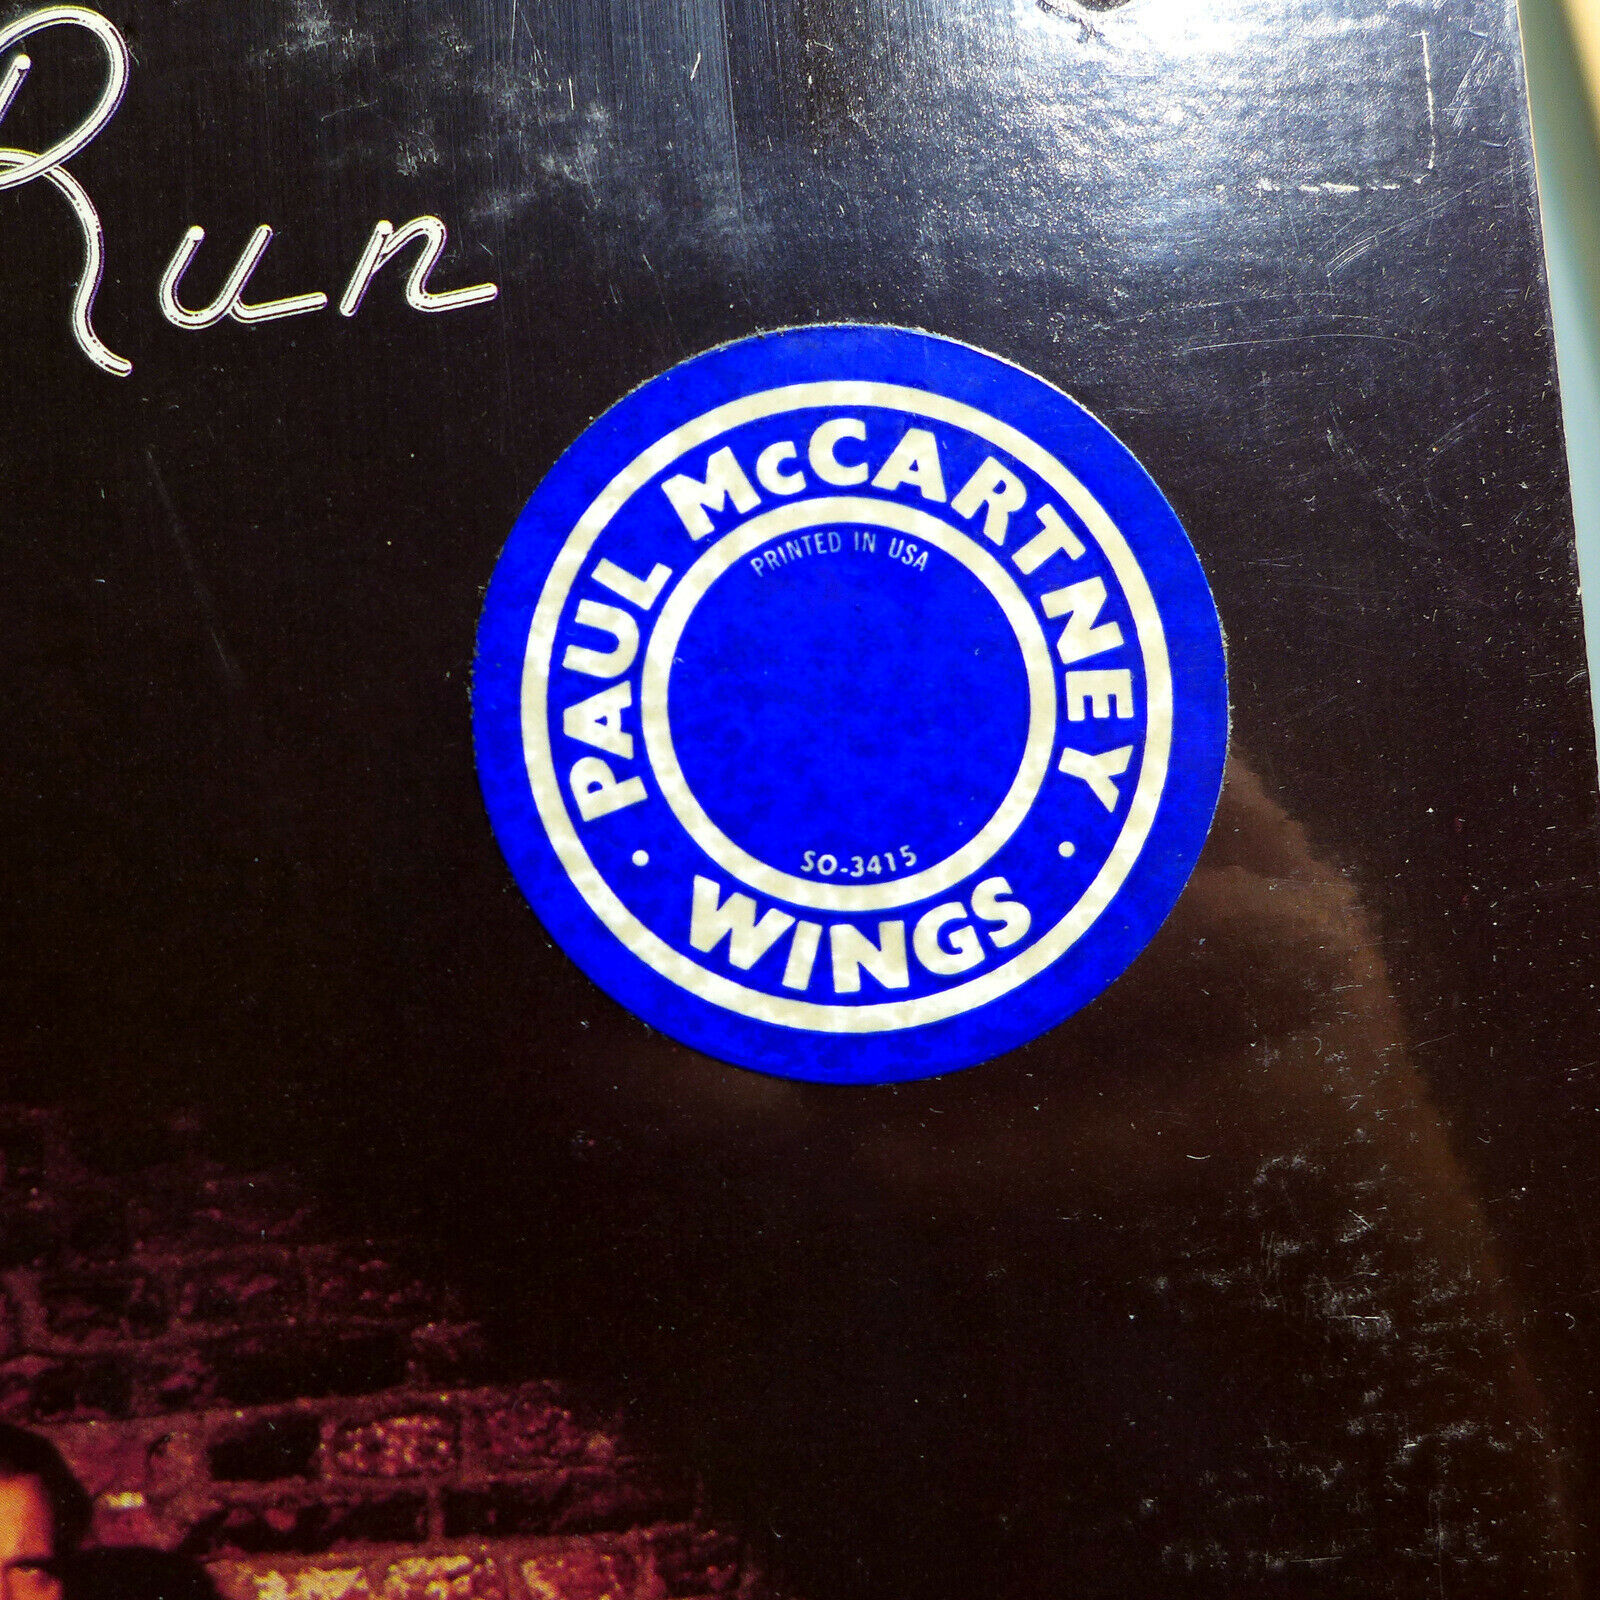 Run
PAUL McCARTNEY
PRINTED IN USA
SO-3415
• WINGS •